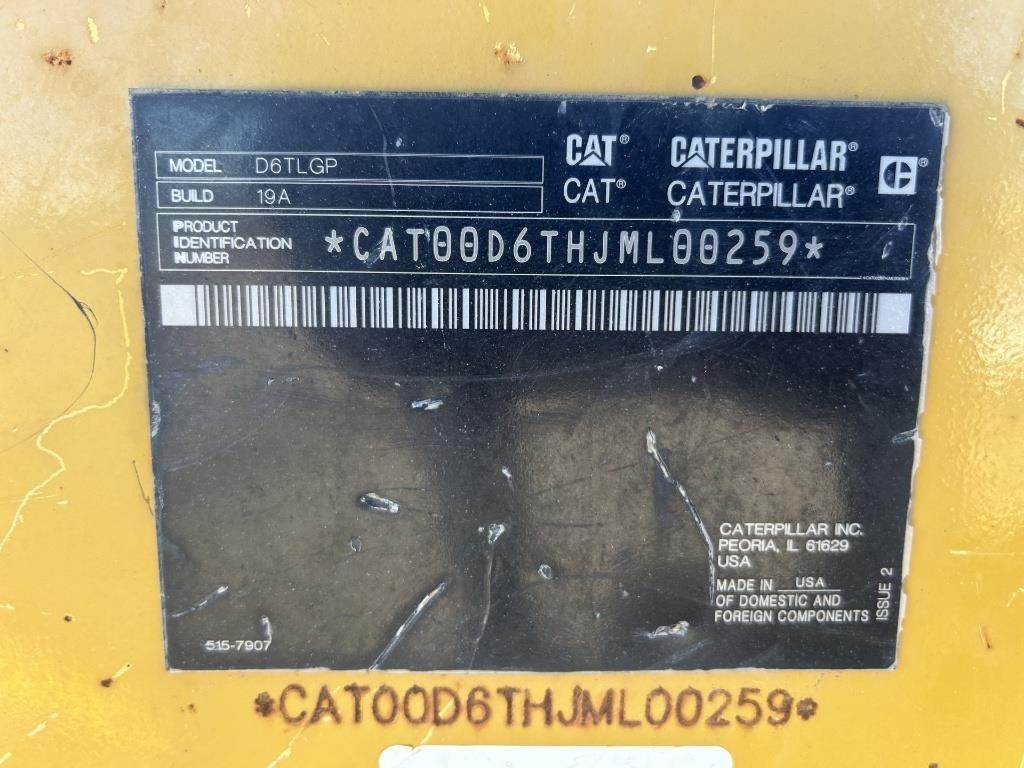 CAT® CATERPILLAR®
CAT® CATERPILLAR®
MODEL D6TLGP
BUILD 19A
PRODUCT
IDENTIFICATION
NUMBER
*CAT00D6THJML00259*
CATERPILLAR INC.
PEORIA, IL 61629
USA
MADE IN USA
OF DOMESTIC AND
FOREIGN COMPONENTS
ISSUE 2
515-7907
*CAT00D6THJML00259*